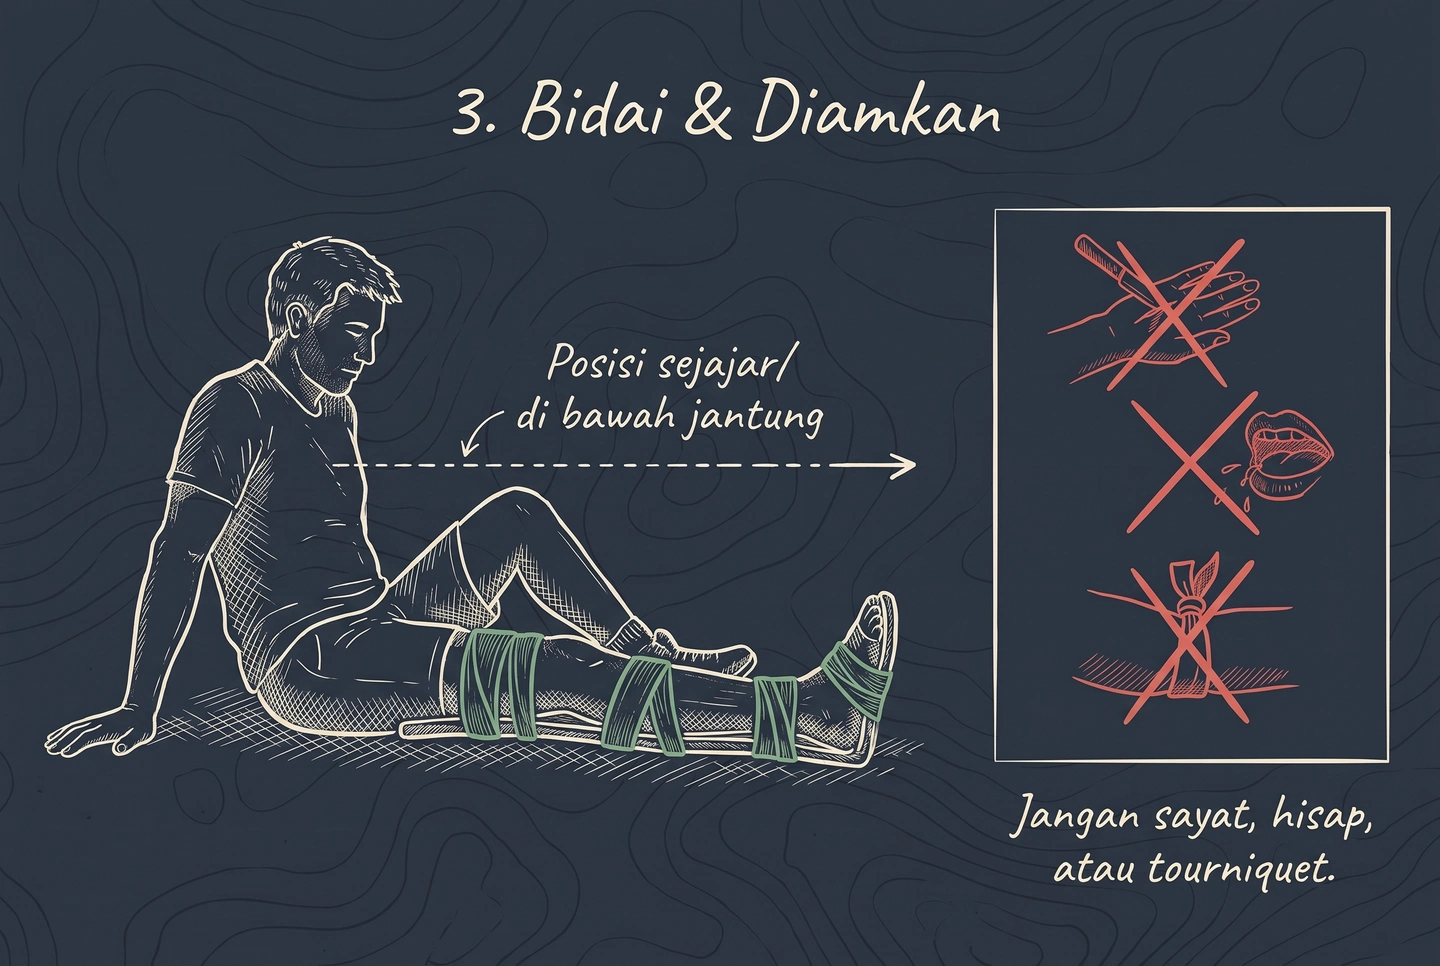 3. Bidai & Diamkan
Posisi sejajar/
di bawah jantung
Jangan sayat, hisap,
atau tourniquet.